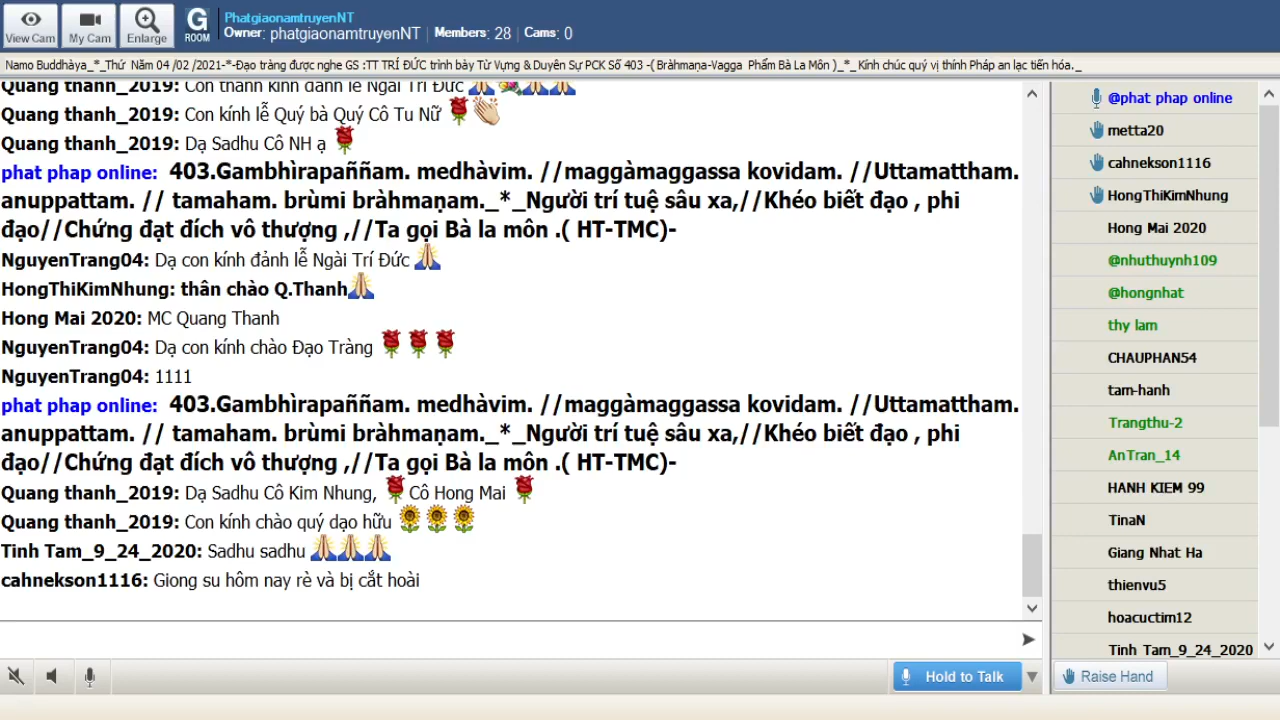 View Cam
My Cam
Enlarge
G
ROOM
PhatgiaonamtruyenNT
Owner: phatgiaonamtruyenNT | Members: 28 | Cams: 0
Namo Buddhàya_*_Thứ Năm 04 /02 /2021-*-Đạo tràng được nghe GS :TT TRÍ ĐỨC trình bày Từ Vựng & Duyên Sự PCK Số 403 -( Bràhmaṇa-Vagga Phẩm Bà La Môn )_*_ Kính chúc quý vị thính Pháp an lạc tiến hóa._
Quang thanh_2019: Con thành kính đảnh lễ Ngài Trí Đức
Quang thanh_2019: Con kính lễ Quý bà Quý Cô Tu Nữ
Quang thanh_2019: Dạ Sadhu Cô NH ạ
phat phap online: 403.Gambhìrapaññam. medhàvim. //maggàmaggassa kovidam. //Uttamattham.
anuppattam. // tamaham. brùmi bràhmaṇam._*_Người trí tuệ sâu xa,//Khéo biết đạo , phi
đạo//Chứng đạt đích vô thượng ,//Ta gọi Bà la môn .( HT-TMC)-
NguyenTrang04: Dạ con kính đảnh lễ Ngài Trí Đức
HongThiKimNhung: thân chào Q.Thanh
Hong Mai 2020: MC Quang Thanh
NguyenTrang04: Dạ con kính chào Đạo Tràng
NguyenTrang04: 1111
phat phap online: 403.Gambhìrapaññam. medhàvim. //maggàmaggassa kovidam. //Uttamattham.
anuppattam. // tamaham. brùmi bràhmaṇam._*_Người trí tuệ sâu xa,//Khéo biết đạo , phi
đạo//Chứng đạt đích vô thượng ,//Ta gọi Bà la môn .( HT-TMC)-
Quang thanh_2019: Dạ Sadhu Cô Kim Nhung, Cô Hong Mai
Quang thanh_2019: Con kính chào quý dạo hữu
Tinh Tam_9_24_2020: Sadhu sadhu
cahnekson1116: Giong su hôm nay rè và bị cắt hoài
Hold to Talk
@phat phap online
metta20
cahnekson1116
HongThiKimNhung
Hong Mai 2020
@nhuthuynh109
@hongnhat
thy lam
CHAUPHAN54
tam-hanh
Trangthu-2
AnTran_14
HANH KIEM 99
TinaN
Giang Nhat Ha
thienvu5
hoacuctim12
Tinh Tam_9_24_2020
Raise Hand